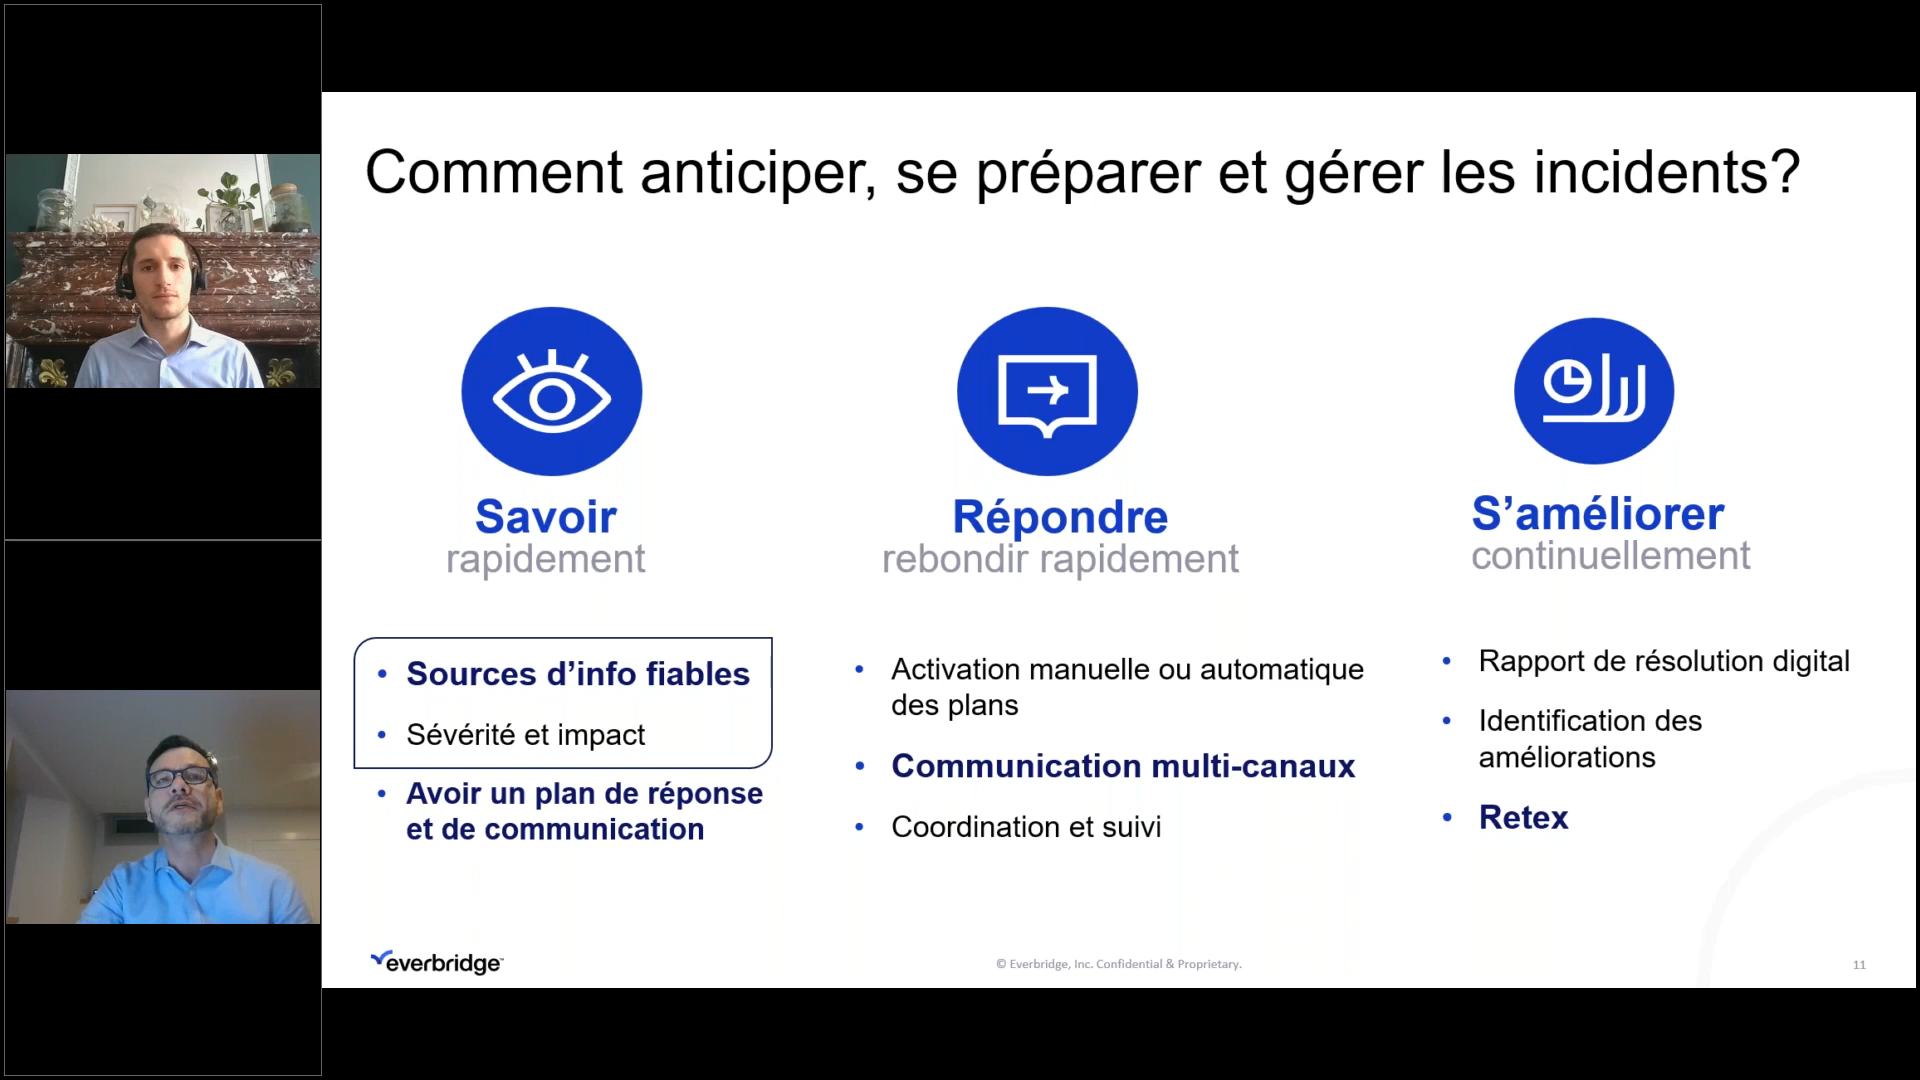 Comment anticiper, se préparer et gérer les incidents?
Savoir
rapidement
• Sources d’info fiables
• Sévérité et impact
• Avoir un plan de réponse
et de communication
Répondre
rebondir rapidement
• Activation manuelle ou automatique
des plans
• Communication multi-canaux
• Coordination et suivi
S’améliorer
continuellement
• Rapport de résolution digital
• Identification des
améliorations
• Retex
everbridge™
© Everbridge, Inc. Confidential & Proprietary.
11